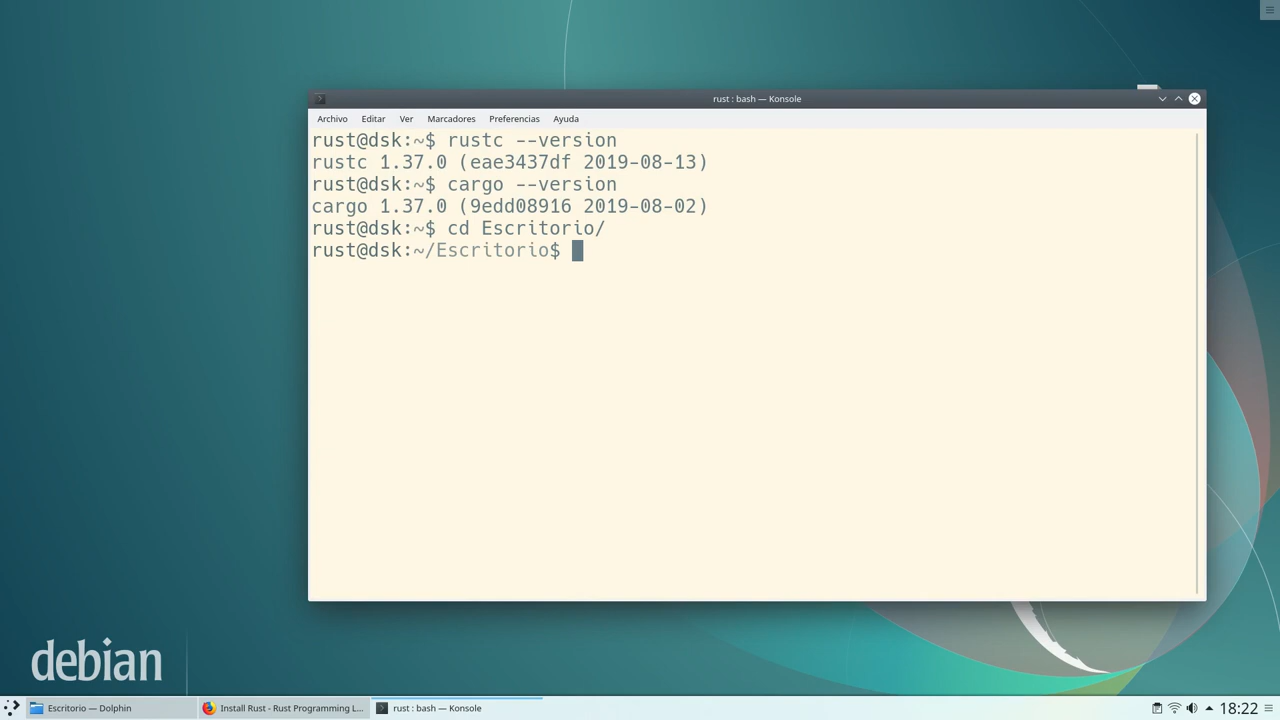 rust : bash — Konsole
Archivo Editar Ver Marcadores Preferencias Ayuda
rust@dsk:~$ rustc --version
rustc 1.37.0 (eae3437df 2019-08-13)
rust@dsk:~$ cargo --version
cargo 1.37.0 (9edd08916 2019-08-02)
rust@dsk:~$ cd Escritorio/
rust@dsk:~/Escritorio$
debian
Escritorio — Dolphin Install Rust - Rust Programming L... rust : bash — Konsole 18:22